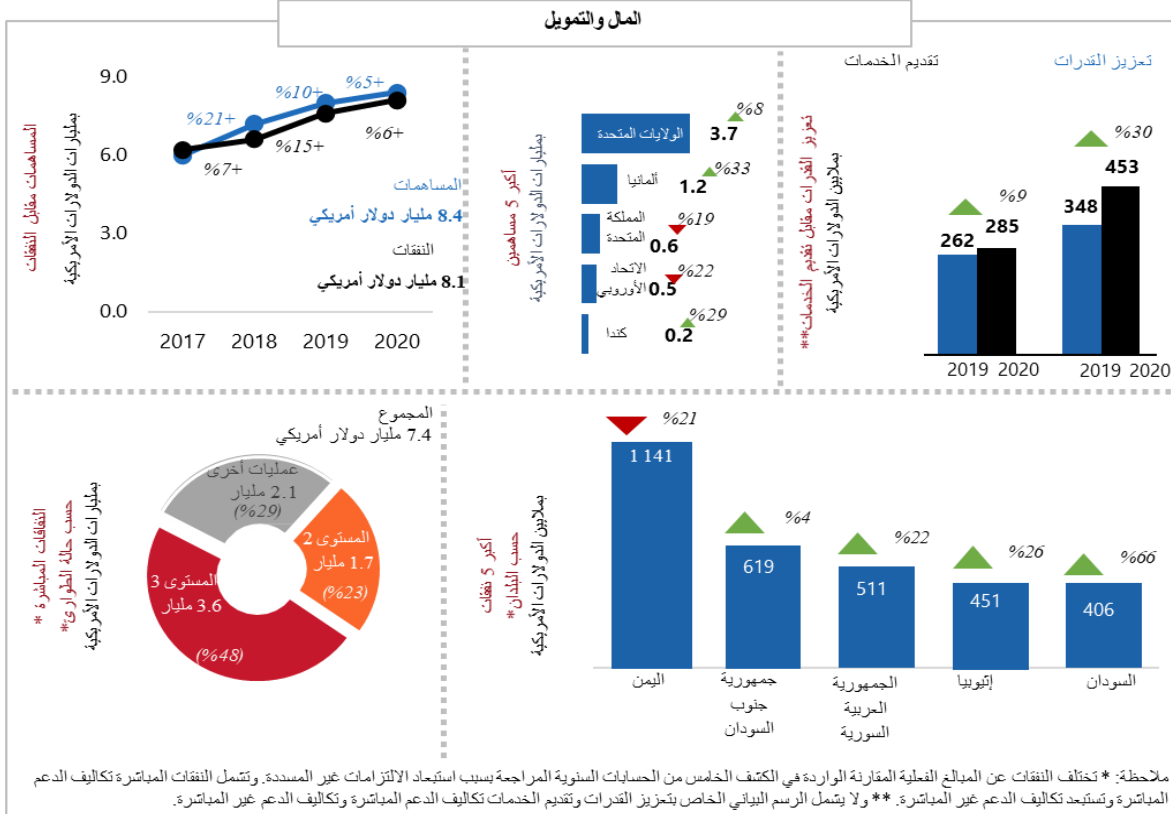 المال والتمويل
المساهمات مقابل النفقات
بمليارات الدولارات الأمريكية
9.0
6.0
3.0
0.0
%21+
%10+
%5+
%7+
%15+
%6+
المساهمات
8.4 مليار دولار أمريكي
النفقات
8.1 مليار دولار أمريكي
2017 2018 2019 2020
أكبر 5 مساهمين
بمليارات الدولارات الأمريكية
الولايات المتحدة
3.7
%8
ألمانيا
1.2
%33
المملكة
المتحدة
0.6
%19
الاتحاد
الأوروبي
0.5
%22
كندا
0.2
%29
تعزيز القدرات مقابل تقديم الخدمات**
بملايين الدولارات الأمريكية
تعزيز القدرات
تقديم الخدمات
%9
262
285
2019 2020
%30
348
453
2019 2020
النفاقات المباشرة *
حسب حالة الطوارئ*
بمليارات الدولارات الأمريكية
المجموع
7.4 مليار دولار أمريكي
عمليات أخرى
2.1 مليار
(%29)
المستوى 2
1.7 مليار
(%23)
المستوى 3
3.6 مليار
(%48)
أكبر 5 نفقات
حسب البلدان*
بملايين الدولارات الأمريكية
%21
1 141
اليمن
%4
619
جمهورية
جنوب
السودان
%22
511
الجمهورية
العربية
السورية
%26
451
إثيوبيا
%66
406
السودان
ملاحظة: * تختلف النفقات عن المبالغ الفعلية المقارنة الواردة في الكشف الخامس من الحسابات السنوية المراجعة بسبب استبعاد الالتزامات غير المسددة. وتشمل النفقات المباشرة تكاليف الدعم
المباشرة وتستبعد تكاليف الدعم غير المباشرة. ** ولا يشمل الرسم البياني الخاص بتعزيز القدرات وتقديم الخدمات تكاليف الدعم المباشرة وتكاليف الدعم غير المباشرة.